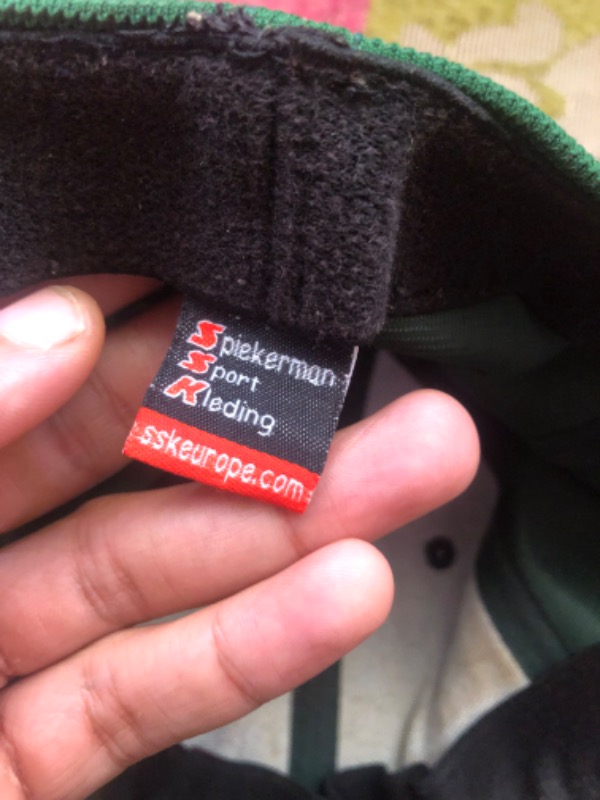 Spiekerman
Sport
Kleding
sskeurope.com